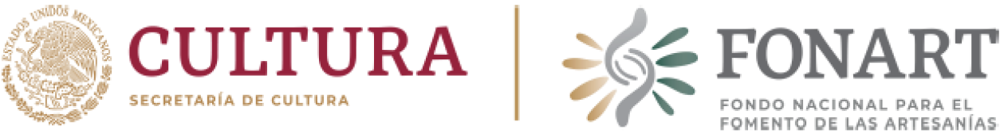 ESTADOS UNIDOS MEXICANOS
CULTURA
SECRETARÍA DE CULTURA
FONART
FONDO NACIONAL PARA EL
FOMENTO DE LAS ARTESANÍAS